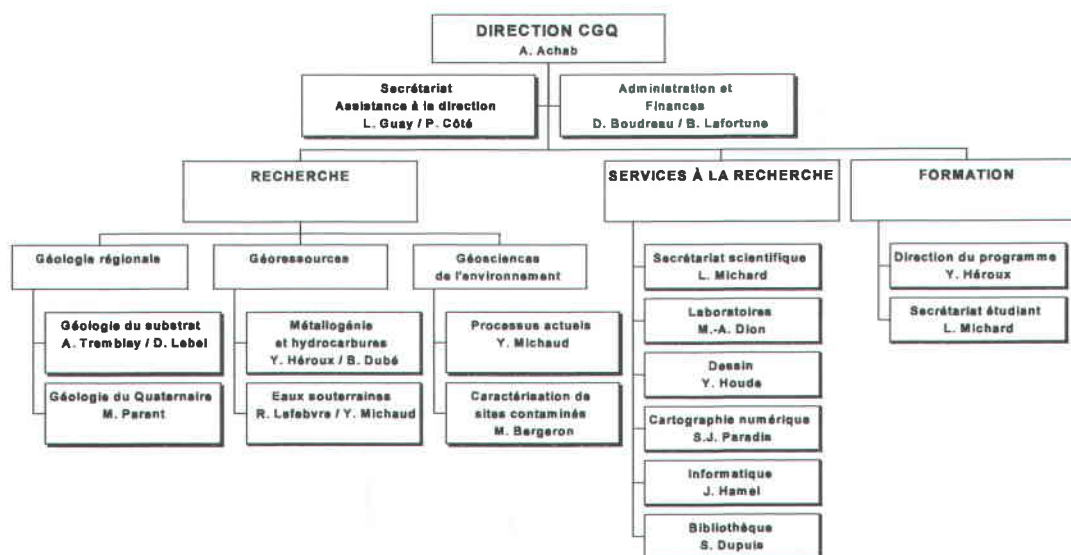 DIRECTION CGQ
A. Achab
Secrétariat
Assistance à la direction
L. Guay / P. Côté
Administration et
Finances
D. Boudreau / B. Lafortune
RECHERCHE
SERVICES À LA RECHERCHE
FORMATION
Géologie régionale
Géoressources
Géosciences
de l'environnement
Géologie du substrat
A. Tremblay / D. Lebel
Géologie du Quaternaire
M. Parent
Métallogénie
et hydrocarbures
Y. Héroux / B. Dubé
Eaux souterraines
R. Lefebvre / Y. Michaud
Processus actuels
Y. Michaud
Caractérisation de
sites contaminés
M. Bergeron
Secrétariat scientifique
L. Michard
Laboratoires
M.-A. Dion
Dessin
Y. Houde
Cartographie numérique
S.J. Paradis
Informatique
J. Hamel
Bibliothèque
S. Dupuis
Direction du programme
Y. Héroux
Secrétariat étudiant
L. Michard